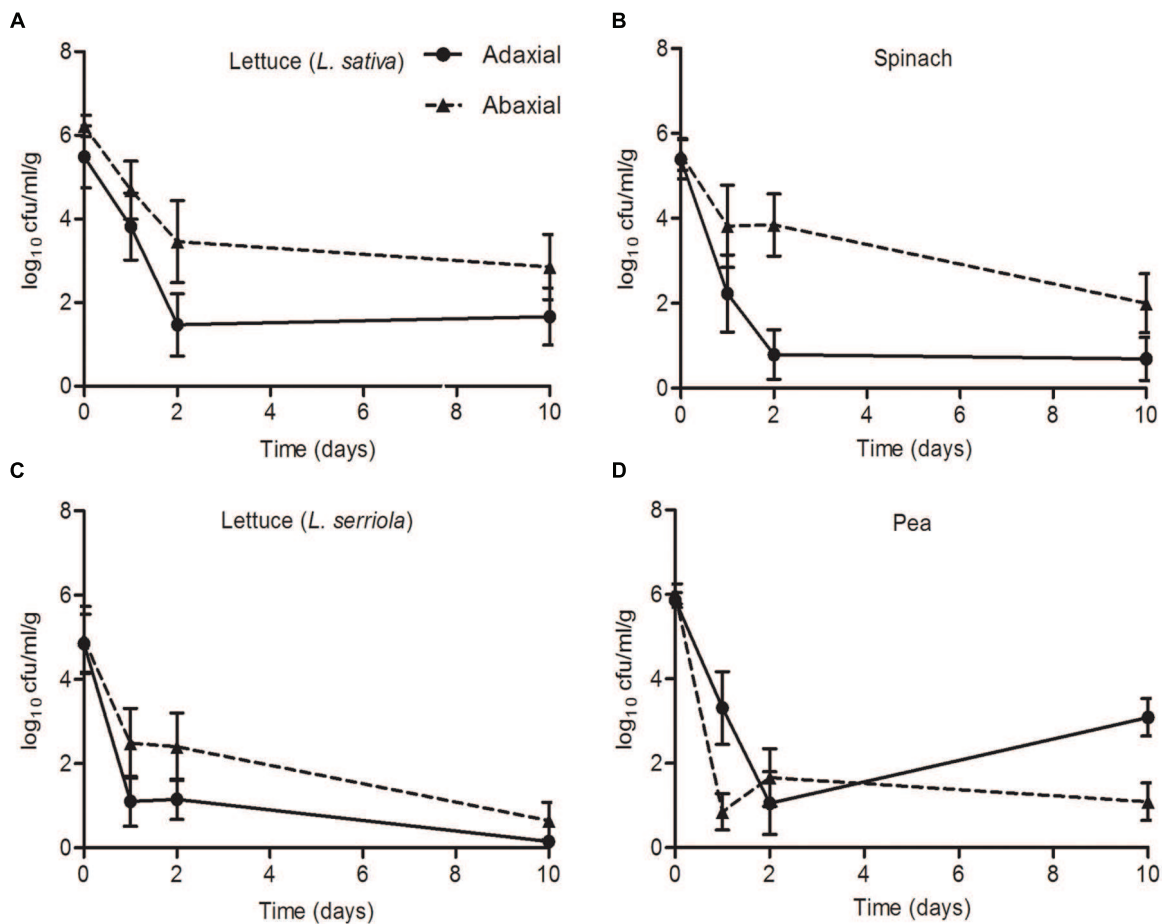 A
Lettuce (L. sativa)
Adaxial
Abaxial
8
6
4
2
0
log10 cfu/ml/g
0 2 4 6 8 10
Time (days)
B
Spinach
8
6
4
2
0
log10 cfu/ml/g
0 2 4 6 8 10
Time (days)
C
Lettuce (L. serriola)
8
6
4
2
0
log10 cfu/ml/g
0 2 4 6 8 10
Time (days)
D
Pea
8
6
4
2
0
log10 cfu/ml/g
0 2 4 6 8 10
Time (days)